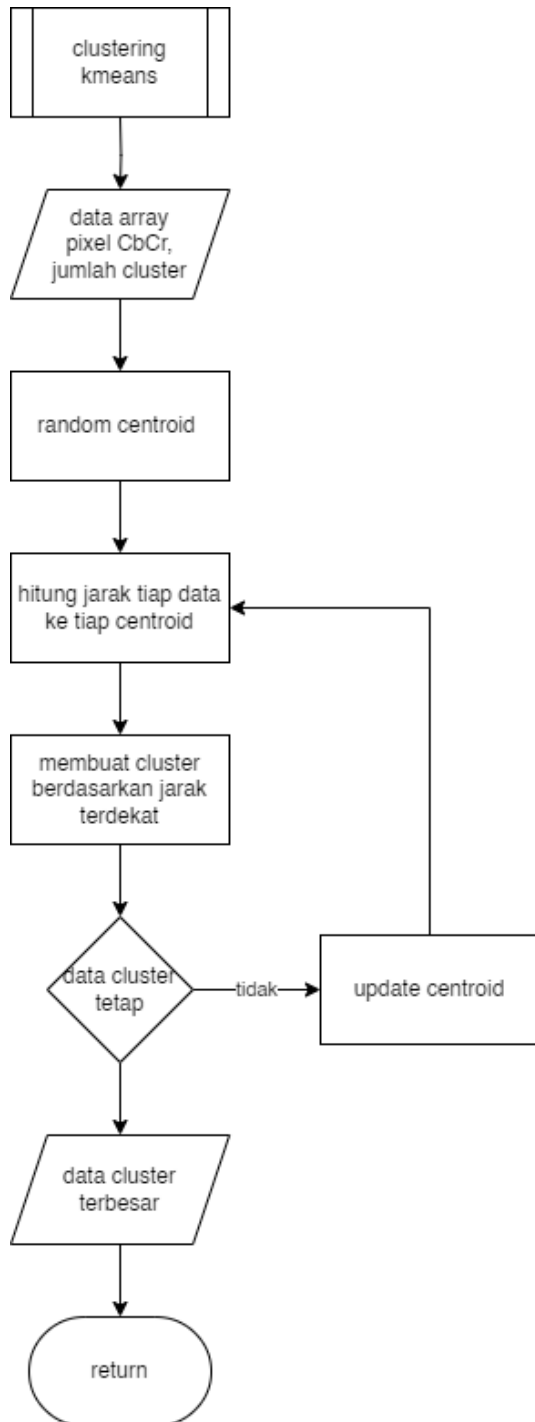 clustering
kmeans
data array
pixel CbCr,
jumlah cluster
random centroid
hitung jarak tiap data
ke tiap centroid
membuat cluster
berdasarkan jarak
terdekat
data cluster
tetap
tidak
update centroid
data cluster
terbesar
return